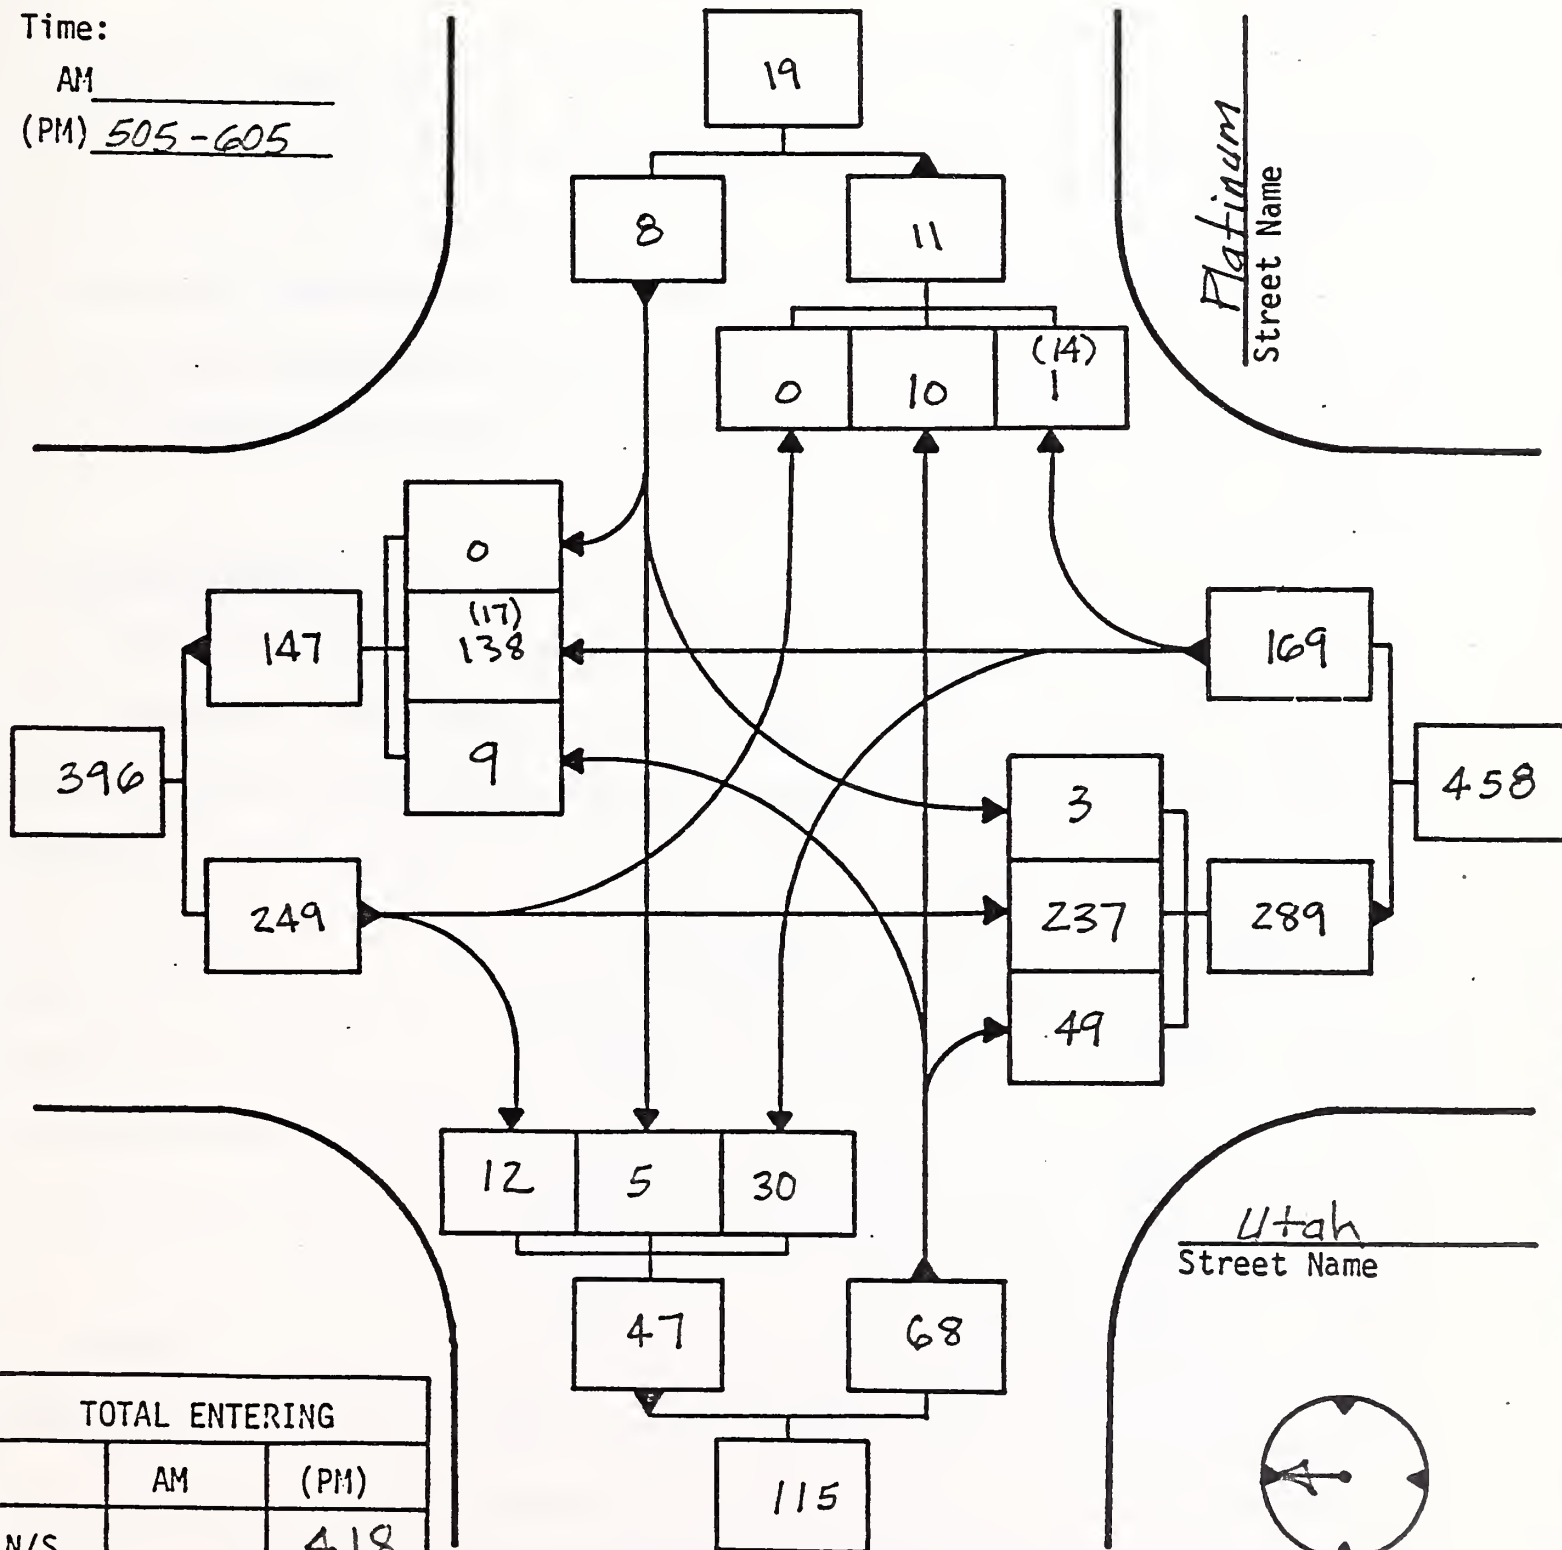 Time:
AM
(PM) 505-605
19
Platinum
Street Name
8
11
(14)
0 10 1
0
(17)
147 138 169
9
396 458
3
249 237 289
49
12 5 30
Utah
Street Name
47 68
TOTAL ENTERING
AM (PM)
115
N/S 418